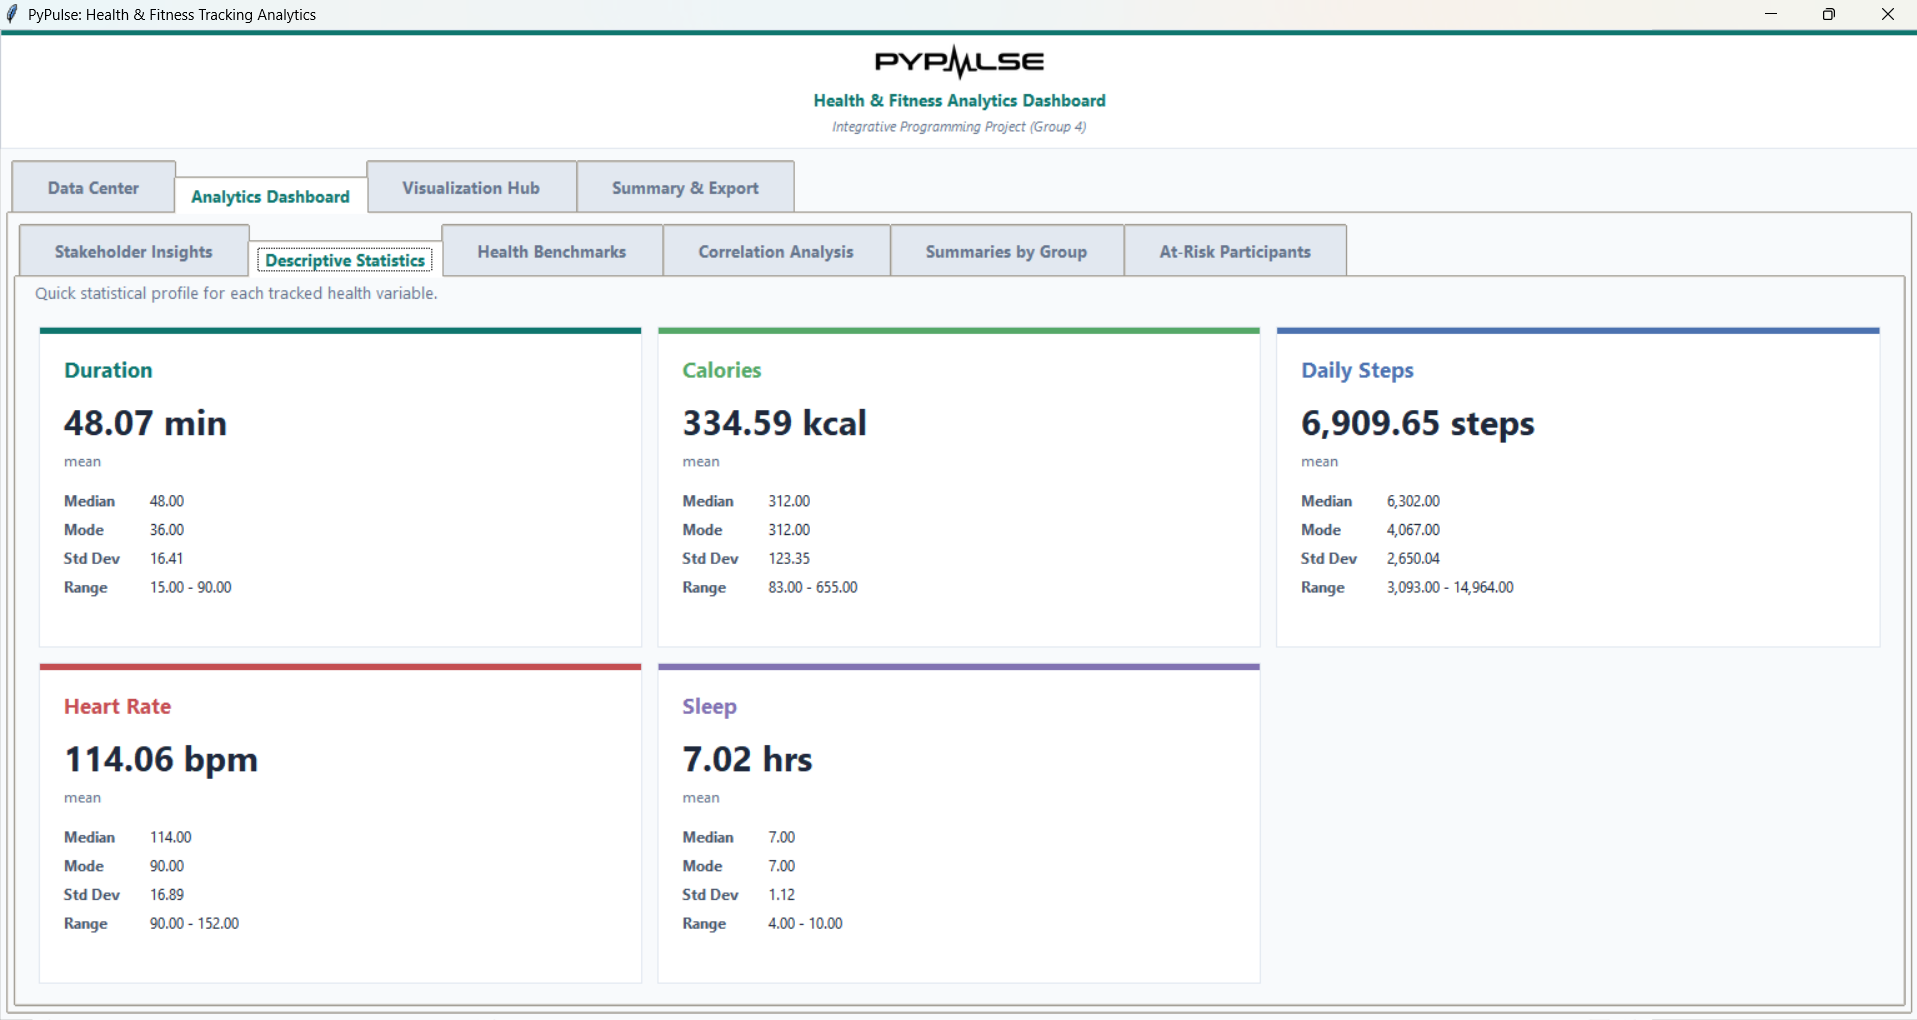 PyPulse: Health & Fitness Tracking Analytics
PYPULSE
Health & Fitness Analytics Dashboard
Integrative Programming Project (Group 4)
Data Center
Analytics Dashboard
Visualization Hub
Summary & Export
Stakeholder Insights
Descriptive Statistics
Health Benchmarks
Correlation Analysis
Summaries by Group
At-Risk Participants
Quick statistical profile for each tracked health variable.
Duration
48.07 min
mean
Median 48.00
Mode 36.00
Std Dev 16.41
Range 15.00 - 90.00
Calories
334.59 kcal
mean
Median 312.00
Mode 312.00
Std Dev 123.35
Range 83.00 - 655.00
Daily Steps
6,909.65 steps
mean
Median 6,302.00
Mode 4,067.00
Std Dev 2,650.04
Range 3,093.00 - 14,964.00
Heart Rate
114.06 bpm
mean
Median 114.00
Mode 90.00
Std Dev 16.89
Range 90.00 - 152.00
Sleep
7.02 hrs
mean
Median 7.00
Mode 7.00
Std Dev 1.12
Range 4.00 - 10.00